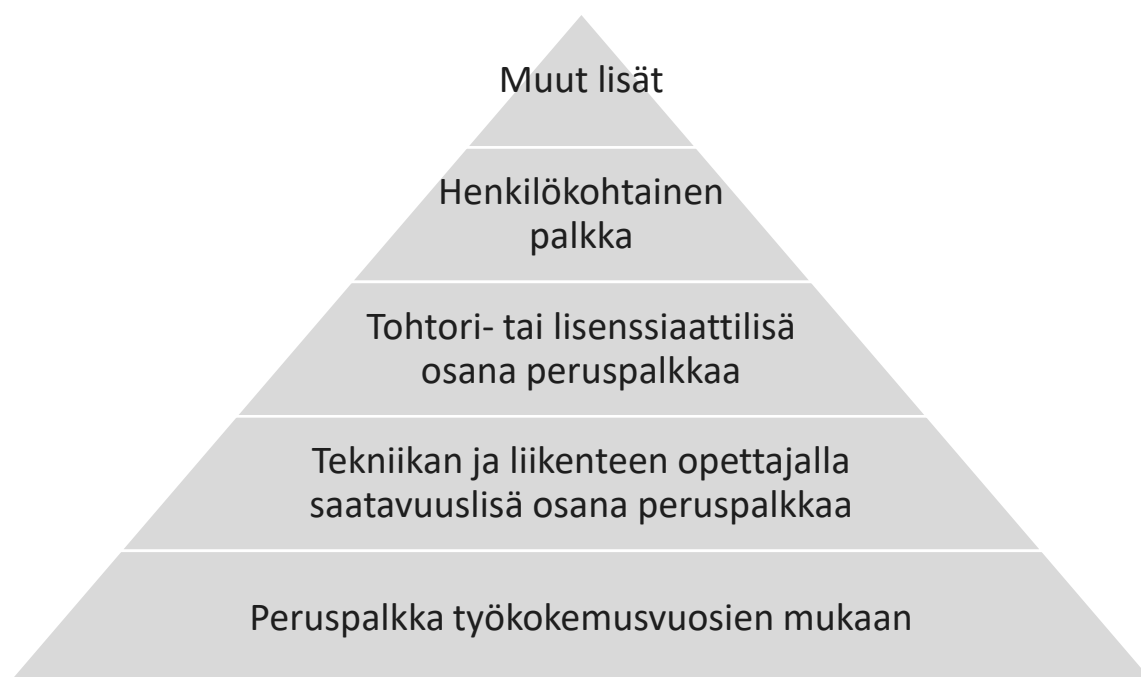 Muut lisät
Henkilökohtainen
palkka
Tohtori- tai lisenssiaattilisä
osana peruspalkkaa
Tekniikan ja liikenteen opettajalla
saatavuuslisä osana peruspalkkaa
Peruspalkka työkokemusvuosien mukaan